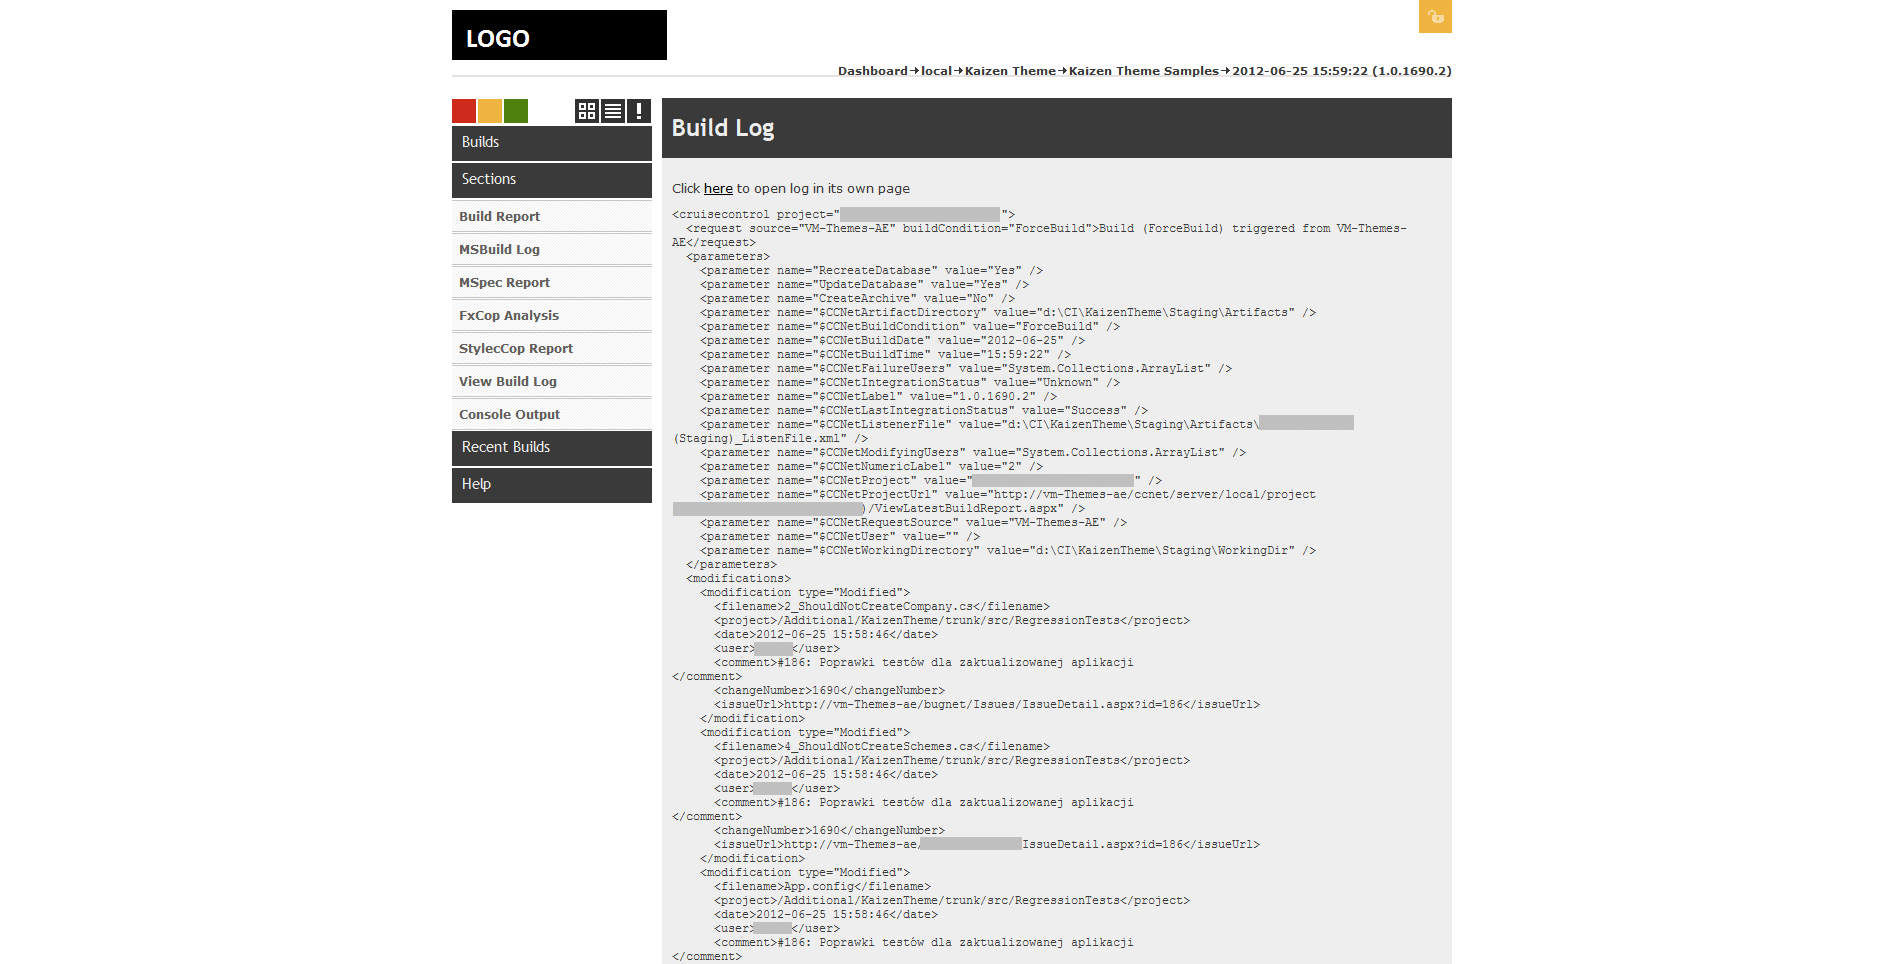 LOGO
Dashboard→local→Kaizen Theme→Kaizen Theme Samples→2012-06-25 15:59:22 (1.0.1690.2)
!
Builds
Sections
Build Report
MSBuild Log
MSpec Report
FxCop Analysis
StylecCop Report
View Build Log
Console Output
Recent Builds
Help
Build Log
Click here to open log in its own page
<cruisecontrol project="">
<request source="VM-Themes-AE" buildCondition="ForceBuild">Build (ForceBuild) triggered from VM-Themes-
AE</request>
<parameters>
<parameter name="RecreateDatabase" value="Yes" />
<parameter name="UpdateDatabase" value="Yes" />
<parameter name="CreateArchive" value="No" />
<parameter name="$CCNetArtifactDirectory" value="d:\CI\KaizenTheme\Staging\Artifacts" />
<parameter name="$CCNetBuildCondition" value="ForceBuild" />
<parameter name="$CCNetBuildDate" value="2012-06-25" />
<parameter name="$CCNetBuildTime" value="15:59:22" />
<parameter name="$CCNetFailureUsers" value="System.Collections.ArrayList" />
<parameter name="$CCNetIntegrationStatus" value="Unknown" />
<parameter name="$CCNetLabel" value="1.0.1690.2" />
<parameter name="$CCNetLastIntegrationStatus" value="Success" />
<parameter name="$CCNetListenerFile" value="d:\CI\KaizenTheme\Staging\Artifacts\
(Staging)_ListenFile.xml" />
<parameter name="$CCNetModifyingUsers" value="System.Collections.ArrayList" />
<parameter name="$CCNetNumericLabel" value="2" />
<parameter name="$CCNetProject" value="" />
<parameter name="$CCNetProjectUrl" value="http://vm-Themes-ae/ccnet/server/local/project
)/ViewLatestBuildReport.aspx" />
<parameter name="$CCNetRequestSource" value="VM-Themes-AE" />
<parameter name="$CCNetUser" value="" />
<parameter name="$CCNetWorkingDirectory" value="d:\CI\KaizenTheme\Staging\WorkingDir" />
</parameters>
<modifications>
<modification type="Modified">
<filename>2_ShouldNotCreateCompany.cs</filename>
<project>/Additional/KaizenTheme/trunk/src/RegressionTests</project>
<date>2012-06-25 15:58:46</date>
<user></user>
<comment>#186: Poprawki testów dla zaktualizowanej aplikacji
</comment>
<changeNumber>1690</changeNumber>
<issueUrl>http://vm-Themes-ae/bugnet/Issues/IssueDetail.aspx?id=186</issueUrl>
</modification>
<modification type="Modified">
<filename>4_ShouldNotCreateSchemes.cs</filename>
<project>/Additional/KaizenTheme/trunk/src/RegressionTests</project>
<date>2012-06-25 15:58:46</date>
<user></user>
<comment>#186: Poprawki testów dla zaktualizowanej aplikacji
</comment>
<changeNumber>1690</changeNumber>
<issueUrl>http://vm-Themes-ae/IssueDetail.aspx?id=186</issueUrl>
</modification>
<modification type="Modified">
<filename>App.config</filename>
<project>/Additional/KaizenTheme/trunk/src/RegressionTests</project>
<date>2012-06-25 15:58:46</date>
<user></user>
<comment>#186: Poprawki testów dla zaktualizowanej aplikacji
</comment>